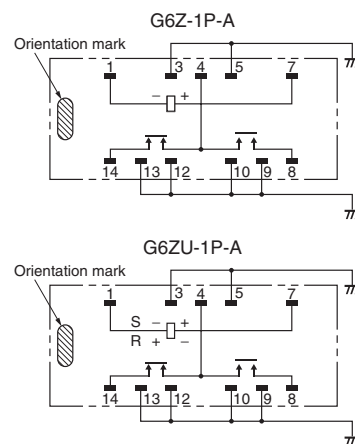 G6Z-1P-A
Orientation mark
1 3 4 5 7
− +
14 13 12 10 9 8
G6ZU-1P-A
Orientation mark
1 3 4 5 7
S − +
R + −
14 13 12 10 9 8